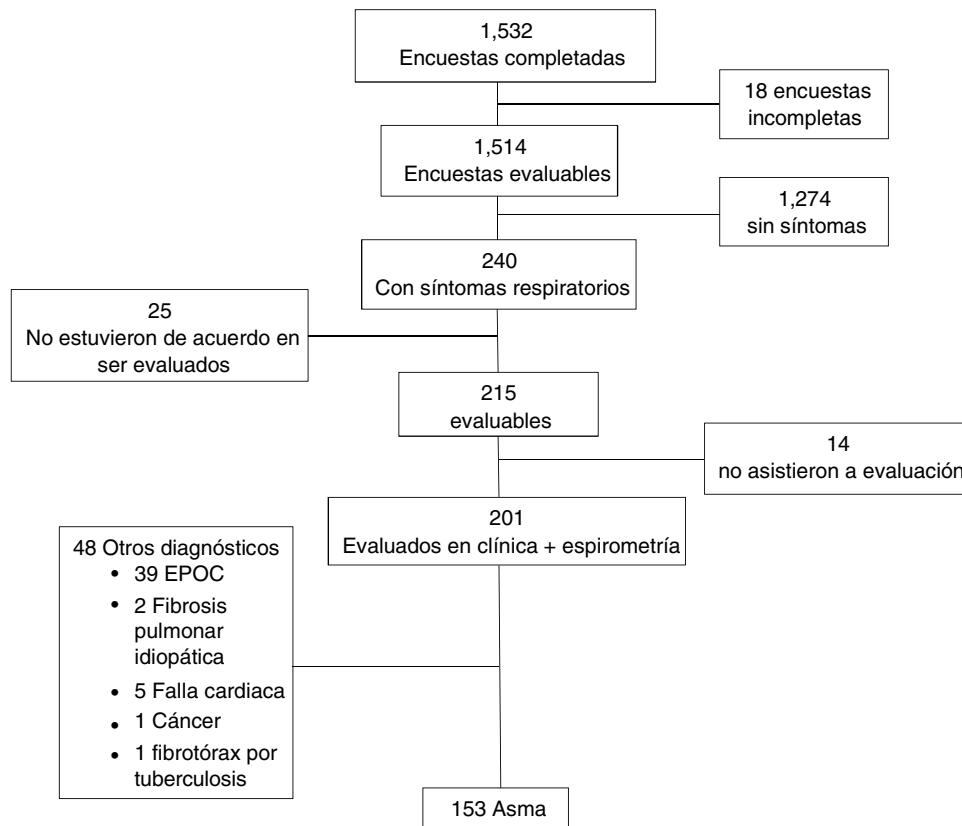 1,532
Encuestas completadas
18 encuestas
incompletas
1,514
Encuestas evaluables
1,274
sin síntomas
240
Con síntomas respiratorios
25
No estuvieron de acuerdo en
ser evaluados
215
evaluables
14
no asistieron a evaluación
201
Evaluados en clínica + espirometría
48 Otros diagnósticos
• 39 EPOC
• 2 Fibrosis
pulmonar
idiopática
• 5 Falla cardiaca
• 1 Cáncer
• 1 fibrotórax por
tuberculosis
153 Asma